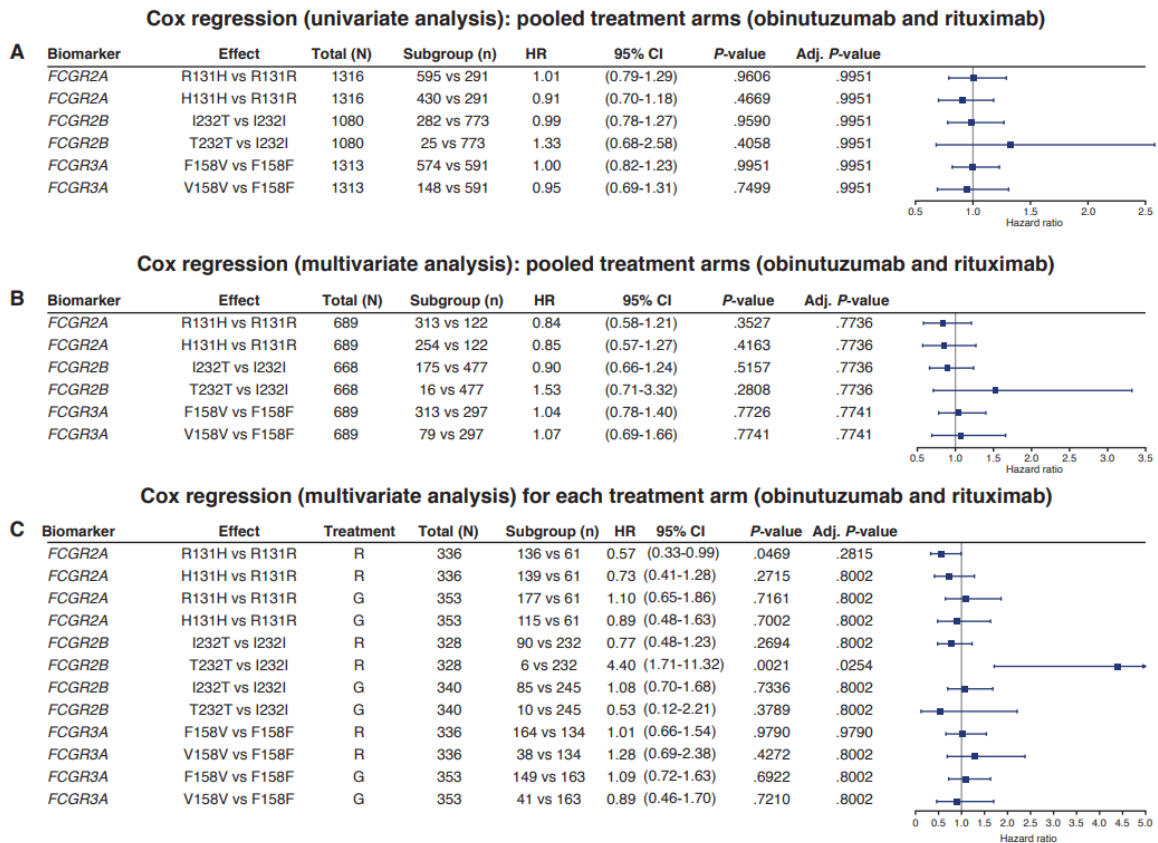 Cox regression (univariate analysis): pooled treatment arms (obinutuzumab and rituximab)
A Biomarker Effect Total (N) Subgroup (n) HR 95% CI P-value Adj. P-value
FCGR2A R131H vs R131R 1316 595 vs 291 1.01 (0.79-1.29) .9606 .9951
FCGR2A H131H vs R131R 1316 430 vs 291 0.91 (0.70-1.18) .4669 .9951
FCGR2B I232T vs I232I 1080 282 vs 773 0.99 (0.78-1.27) .9590 .9951
FCGR2B T232T vs I232I 1080 25 vs 773 1.33 (0.68-2.58) .4058 .9951
FCGR3A F158V vs F158F 1313 574 vs 591 1.00 (0.82-1.23) .9951 .9951
FCGR3A V158V vs F158F 1313 148 vs 591 0.95 (0.69-1.31) .7499 .9951
0.5 1.0 1.5 2.0 2.5
Hazard ratio
Cox regression (multivariate analysis): pooled treatment arms (obinutuzumab and rituximab)
B Biomarker Effect Total (N) Subgroup (n) HR 95% CI P-value Adj. P-value
FCGR2A R131H vs R131R 689 313 vs 122 0.84 (0.58-1.21) .3527 .7736
FCGR2A H131H vs R131R 689 254 vs 122 0.85 (0.57-1.27) .4163 .7736
FCGR2B I232T vs I232I 668 175 vs 477 0.90 (0.66-1.24) .5157 .7736
FCGR2B T232T vs I232I 668 16 vs 477 1.53 (0.71-3.32) .2808 .7736
FCGR3A F158V vs F158F 689 313 vs 297 1.04 (0.78-1.40) .7726 .7741
FCGR3A V158V vs F158F 689 79 vs 297 1.07 (0.69-1.66) .7741 .7741
0.5 1.0 1.5 2.0 2.5 3.0 3.5
Hazard ratio
Cox regression (multivariate analysis) for each treatment arm (obinutuzumab and rituximab)
C Biomarker Effect Treatment Total (N) Subgroup (n) HR 95% CI P-value Adj. P-value
FCGR2A R131H vs R131R R 336 136 vs 61 0.57 (0.33-0.99) .0469 .2815
FCGR2A H131H vs R131R R 336 139 vs 61 0.73 (0.41-1.28) .2715 .8002
FCGR2A R131H vs R131R G 353 177 vs 61 1.10 (0.65-1.86) .7161 .8002
FCGR2A H131H vs R131R G 353 115 vs 61 0.89 (0.48-1.63) .7002 .8002
FCGR2B I232T vs I232I R 328 90 vs 232 0.77 (0.48-1.23) .2694 .8002
FCGR2B T232T vs I232I R 328 6 vs 232 4.40 (1.71-11.32) .0021 .0254
FCGR2B I232T vs I232I G 340 85 vs 245 1.08 (0.70-1.68) .7336 .8002
FCGR2B T232T vs I232I G 340 10 vs 245 0.53 (0.12-2.21) .3789 .8002
FCGR3A F158V vs F158F R 336 164 vs 134 1.01 (0.66-1.54) .9790 .9790
FCGR3A V158V vs F158F R 336 38 vs 134 1.28 (0.69-2.38) .4272 .8002
FCGR3A F158V vs F158F G 353 149 vs 163 1.09 (0.72-1.63) .6922 .8002
FCGR3A V158V vs F158F G 353 41 vs 163 0.89 (0.46-1.70) .7210 .8002
0 0.5 1.0 1.5 2.0 2.5 3.0 3.5 4.0 4.5 5.0
Hazard ratio